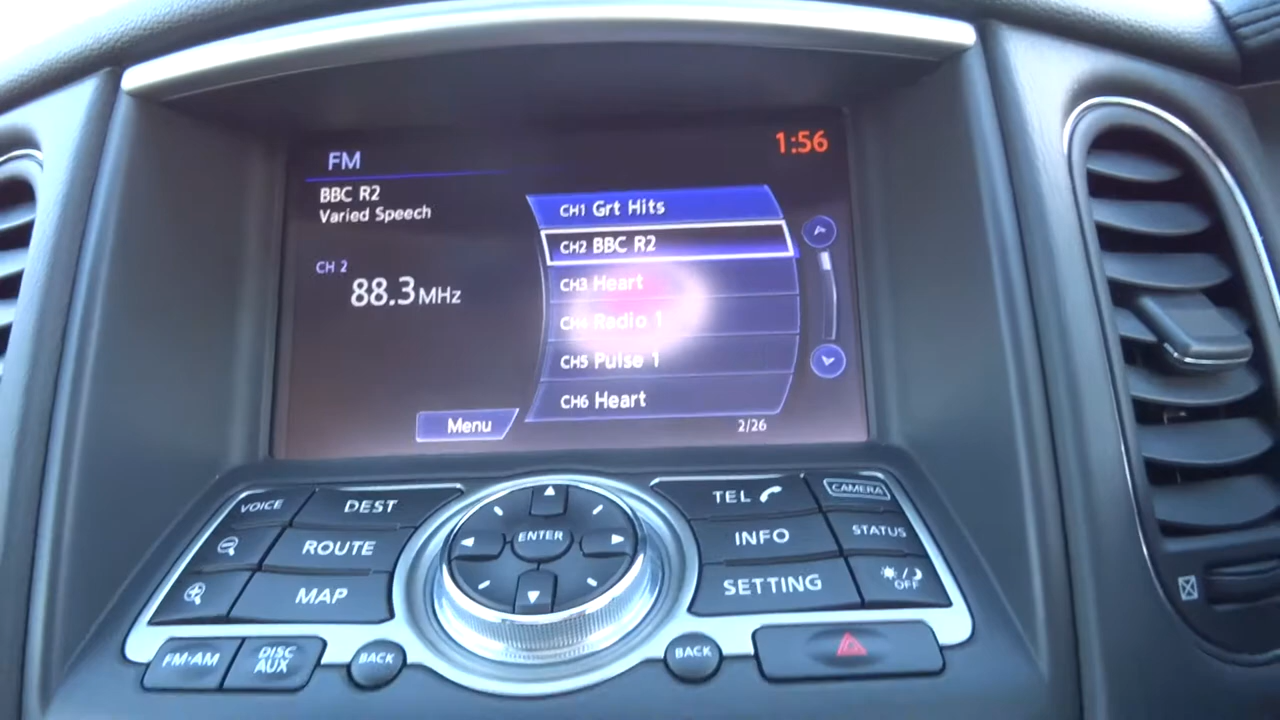 FM
1:56
BBC R2
Varied Speech
CH 2
88.3MHz
CH1 Grt Hits
CH2 BBC R2
CH3 Heart
CH4 Radio 1
CH5 Pulse 1
CH6 Heart
Menu
2/26
VOICE
DEST
ROUTE
MAP
ENTER
TEL
CAMERA
INFO
STATUS
SETTING
OFF
FM·AM
DISC
AUX
BACK
BACK